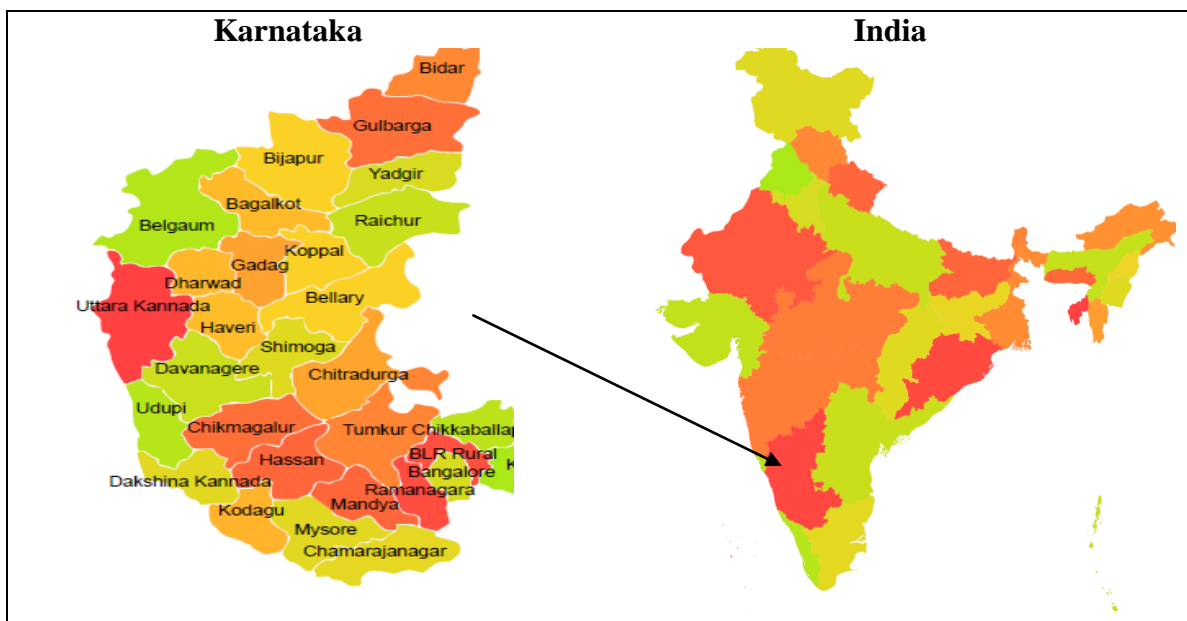 Karnataka
India
Bidar
Gulbarga
Bijapur
Yadgir
Bagalkot
Raichur
Belgaum
Koppal
Gadag
Dharwad
Bellary
Uttara Kannada
Haveri
Shimoga
Davanagere
Chitradurga
Udupi
Chikmagalur
Tumkur
Chikkaballap
BLR Rural
Hassan
Bangalore
K
Dakshina Kannada
Ramanagara
Mandya
Kodagu
Mysore
Chamarajanagar